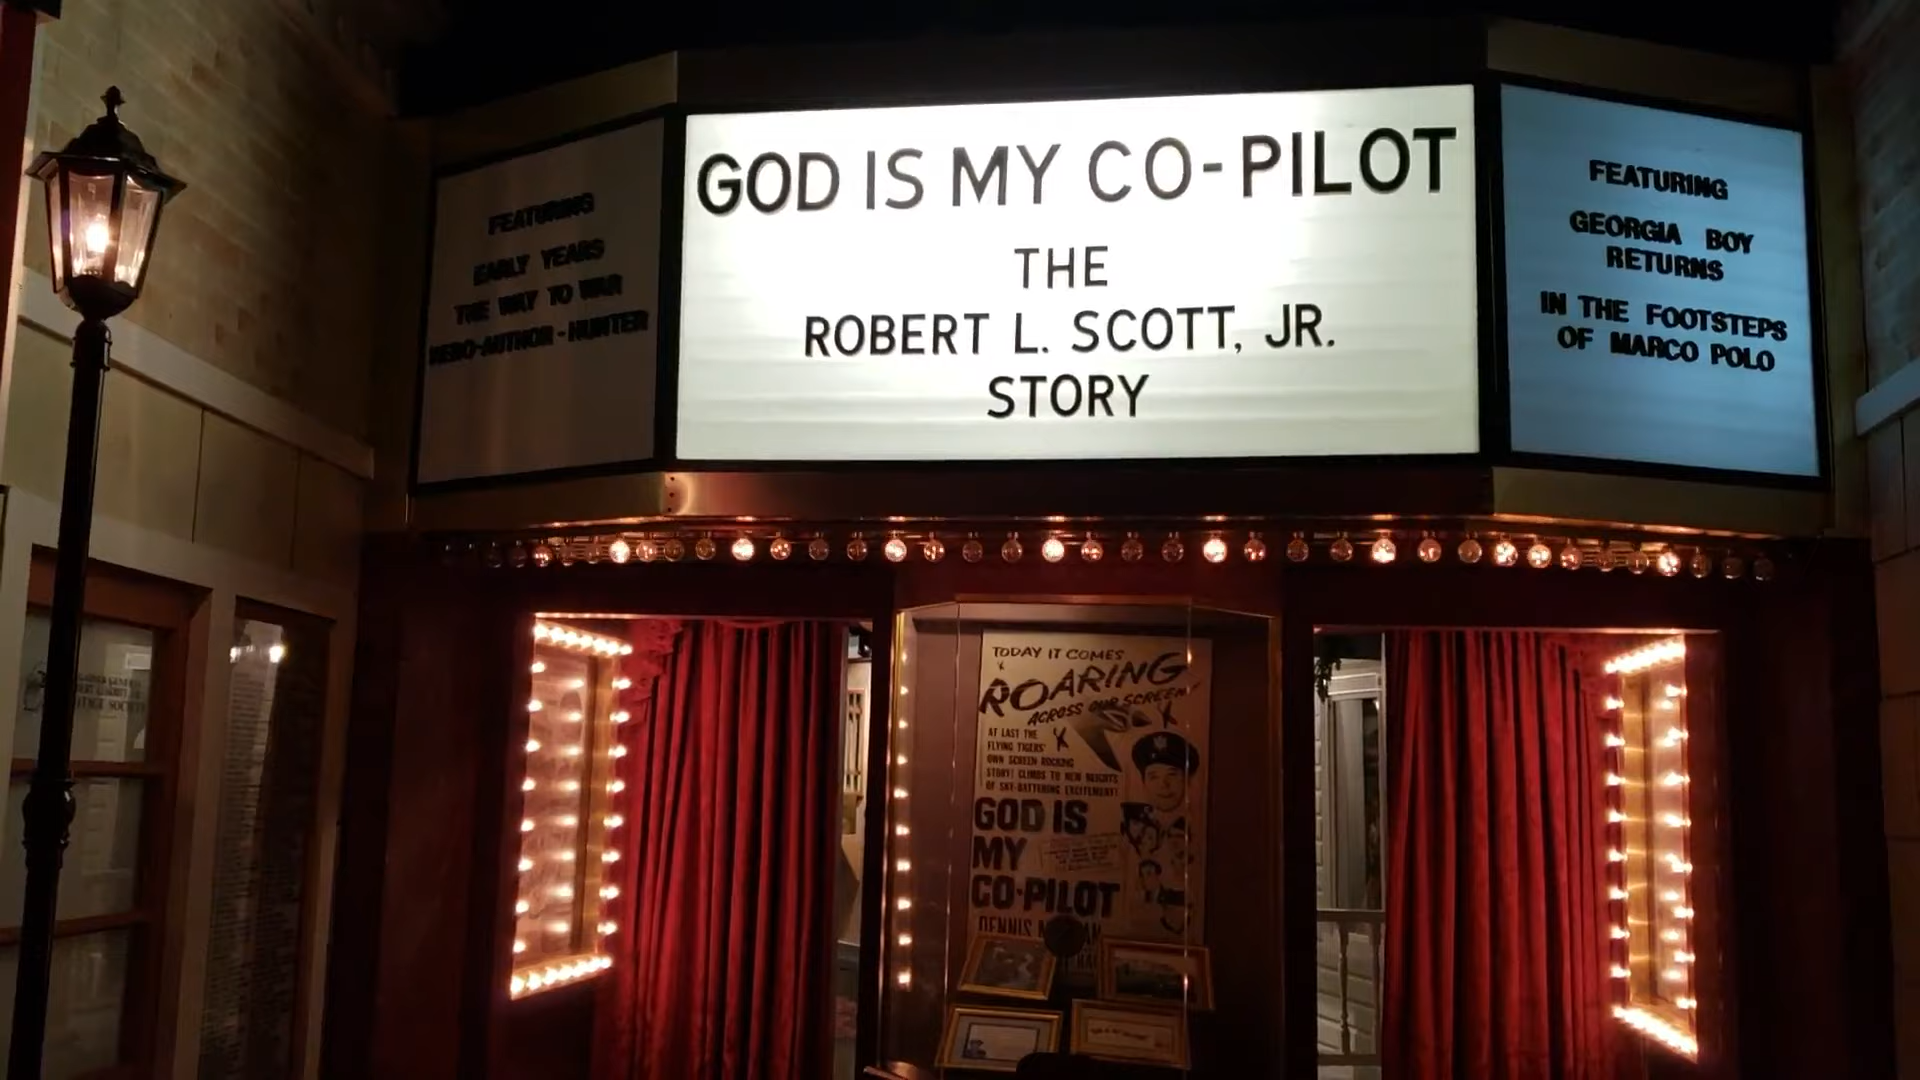 FEATURING
EARLY YEARS
THE WAY TO WAR
HERO-AUTHOR-HUNTER
GOD IS MY CO-PILOT
THE
ROBERT L. SCOTT, JR.
STORY
FEATURING
GEORGIA BOY
RETURNS
IN THE FOOTSTEPS
OF MARCO POLO
TODAY IT COMES
ROARING
ACROSS OUR SCREEN
AT LAST THE
FLYING TIGERS'
OWN SCREEN ROCKING
STORY! CLIMBS TO NEW HEIGHTS
OF SKY-BATTERING EXCITEMENT!
GOD IS
MY
CO-PILOT
DENNIS